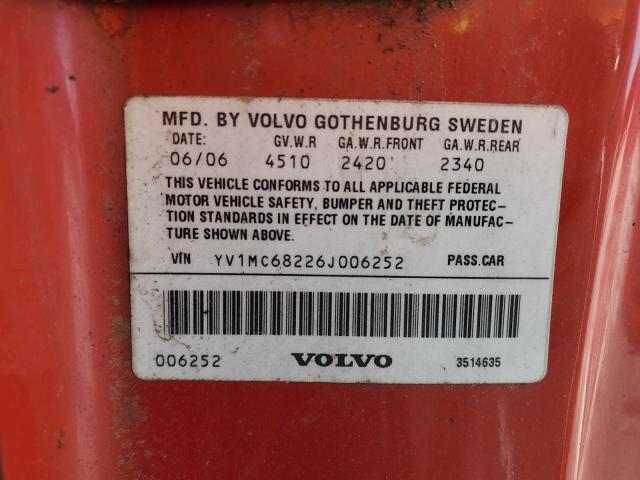 MFD. BY VOLVO GOTHENBURG SWEDEN
DATE: GV.W.R GA.W.R.FRONT GA.W.R.REAR
06/06 4510 2420 2340
THIS VEHICLE CONFORMS TO ALL APPLICABLE FEDERAL
MOTOR VEHICLE SAFETY, BUMPER AND THEFT PROTEC-
TION STANDARDS IN EFFECT ON THE DATE OF MANUFAC-
TURE SHOWN ABOVE.
VIN YV1MC68226J006252 PASS.CAR
006252 VOLVO 3514635